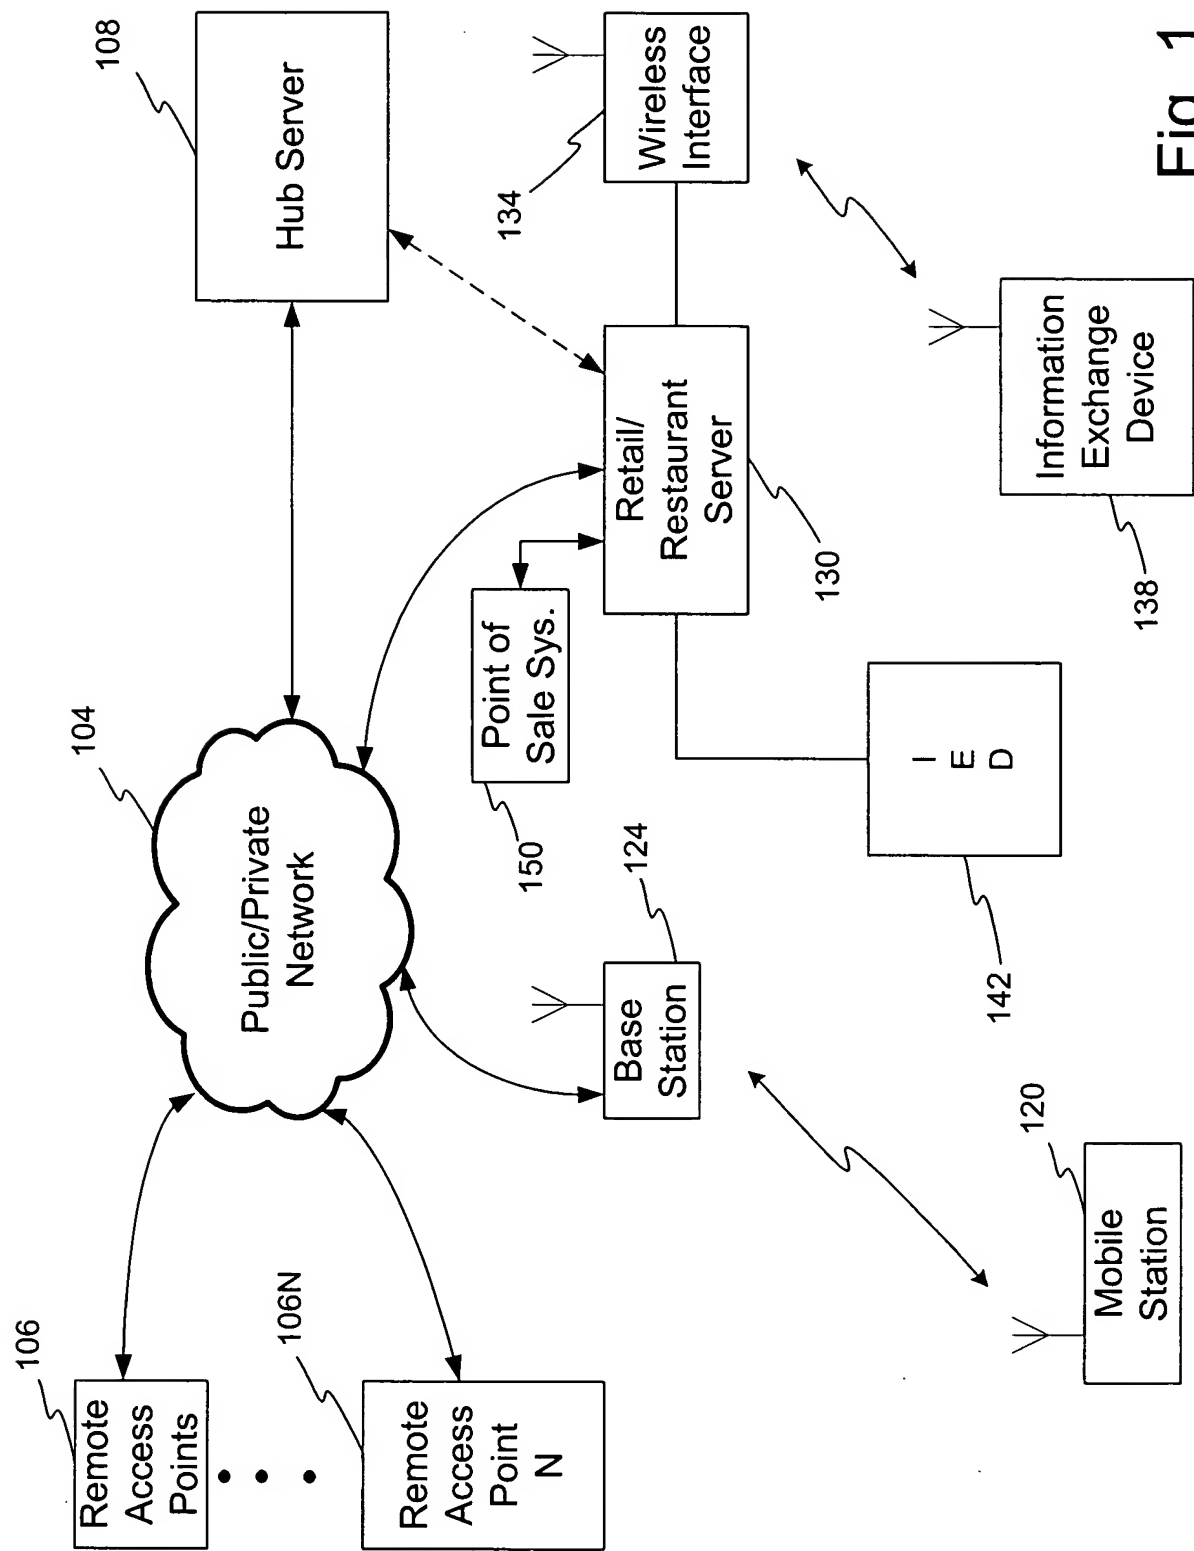 106
Remote
Access
Points
106N
Remote
Access
Point
N
104
Public/Private
Network
108
Hub Server
150
Point of
Sale Sys.
124
Base
Station
120
Mobile
Station
Retail/
Restaurant
Server
130
134
Wireless
Interface
I
E
D
142
Information
Exchange
Device
138
Fig. 1